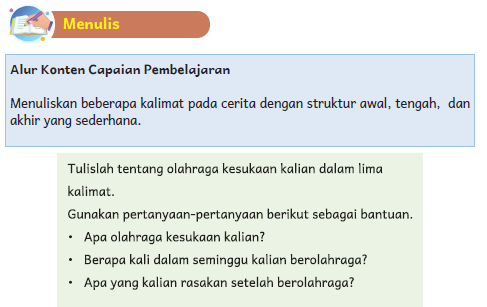 Menulis
Alur Konten Capaian Pembelajaran
Menuliskan beberapa kalimat pada cerita dengan struktur awal, tengah, dan
akhir yang sederhana.
Tulislah tentang olahraga kesukaan kalian dalam lima
kalimat.
Gunakan pertanyaan-pertanyaan berikut sebagai bantuan.
• Apa olahraga kesukaan kalian?
• Berapa kali dalam seminggu kalian berolahraga?
• Apa yang kalian rasakan setelah berolahraga?